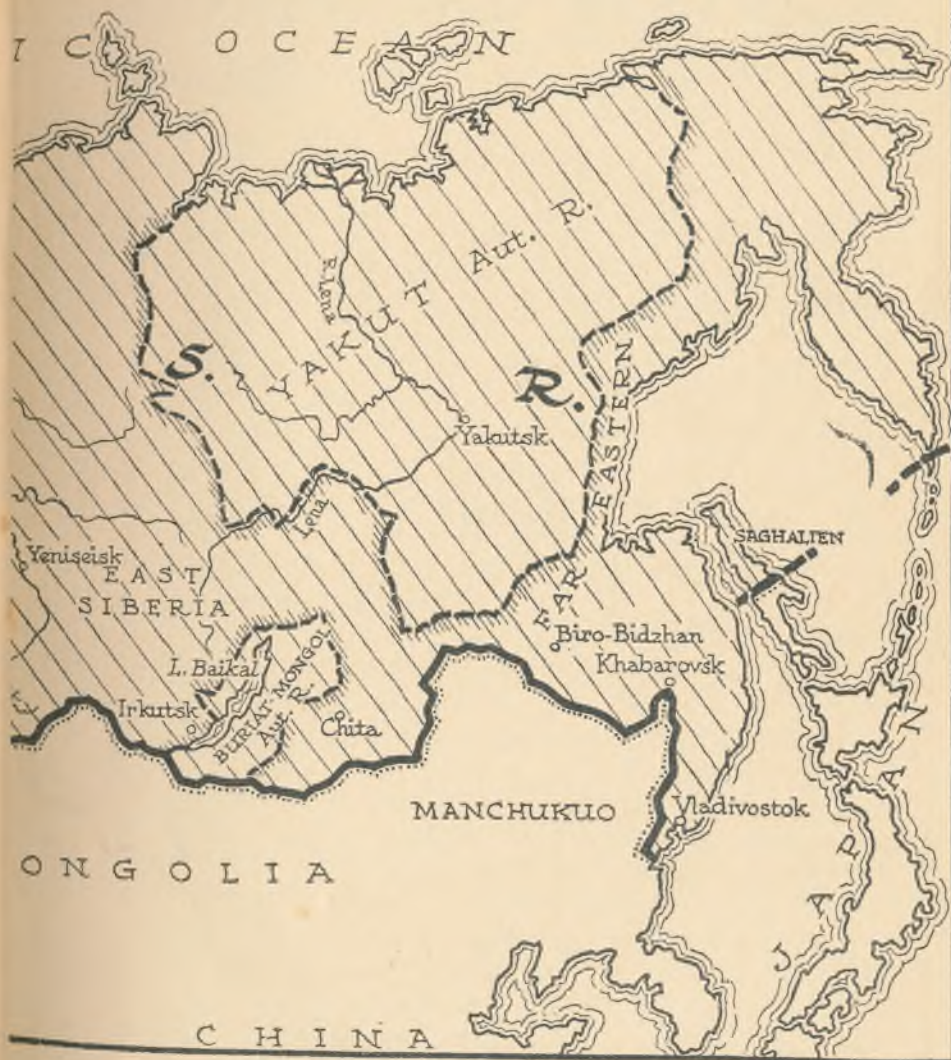 IC OCEAN
YAKUT Aut. R.
R. Lena
S.
R.
Yakutsk
FAR EASTERN
Lena
SAGHALIEN
Yeniseisk
EAST
SIBERIA
Biro-Bidzhan
Khabarovsk
L. Baikal
BURIAT MONGOL
Aut. R.
Irkutsk
Chita
MANCHUKUO
Vladivostok
ONGOLIA
JAPAN
CHINA